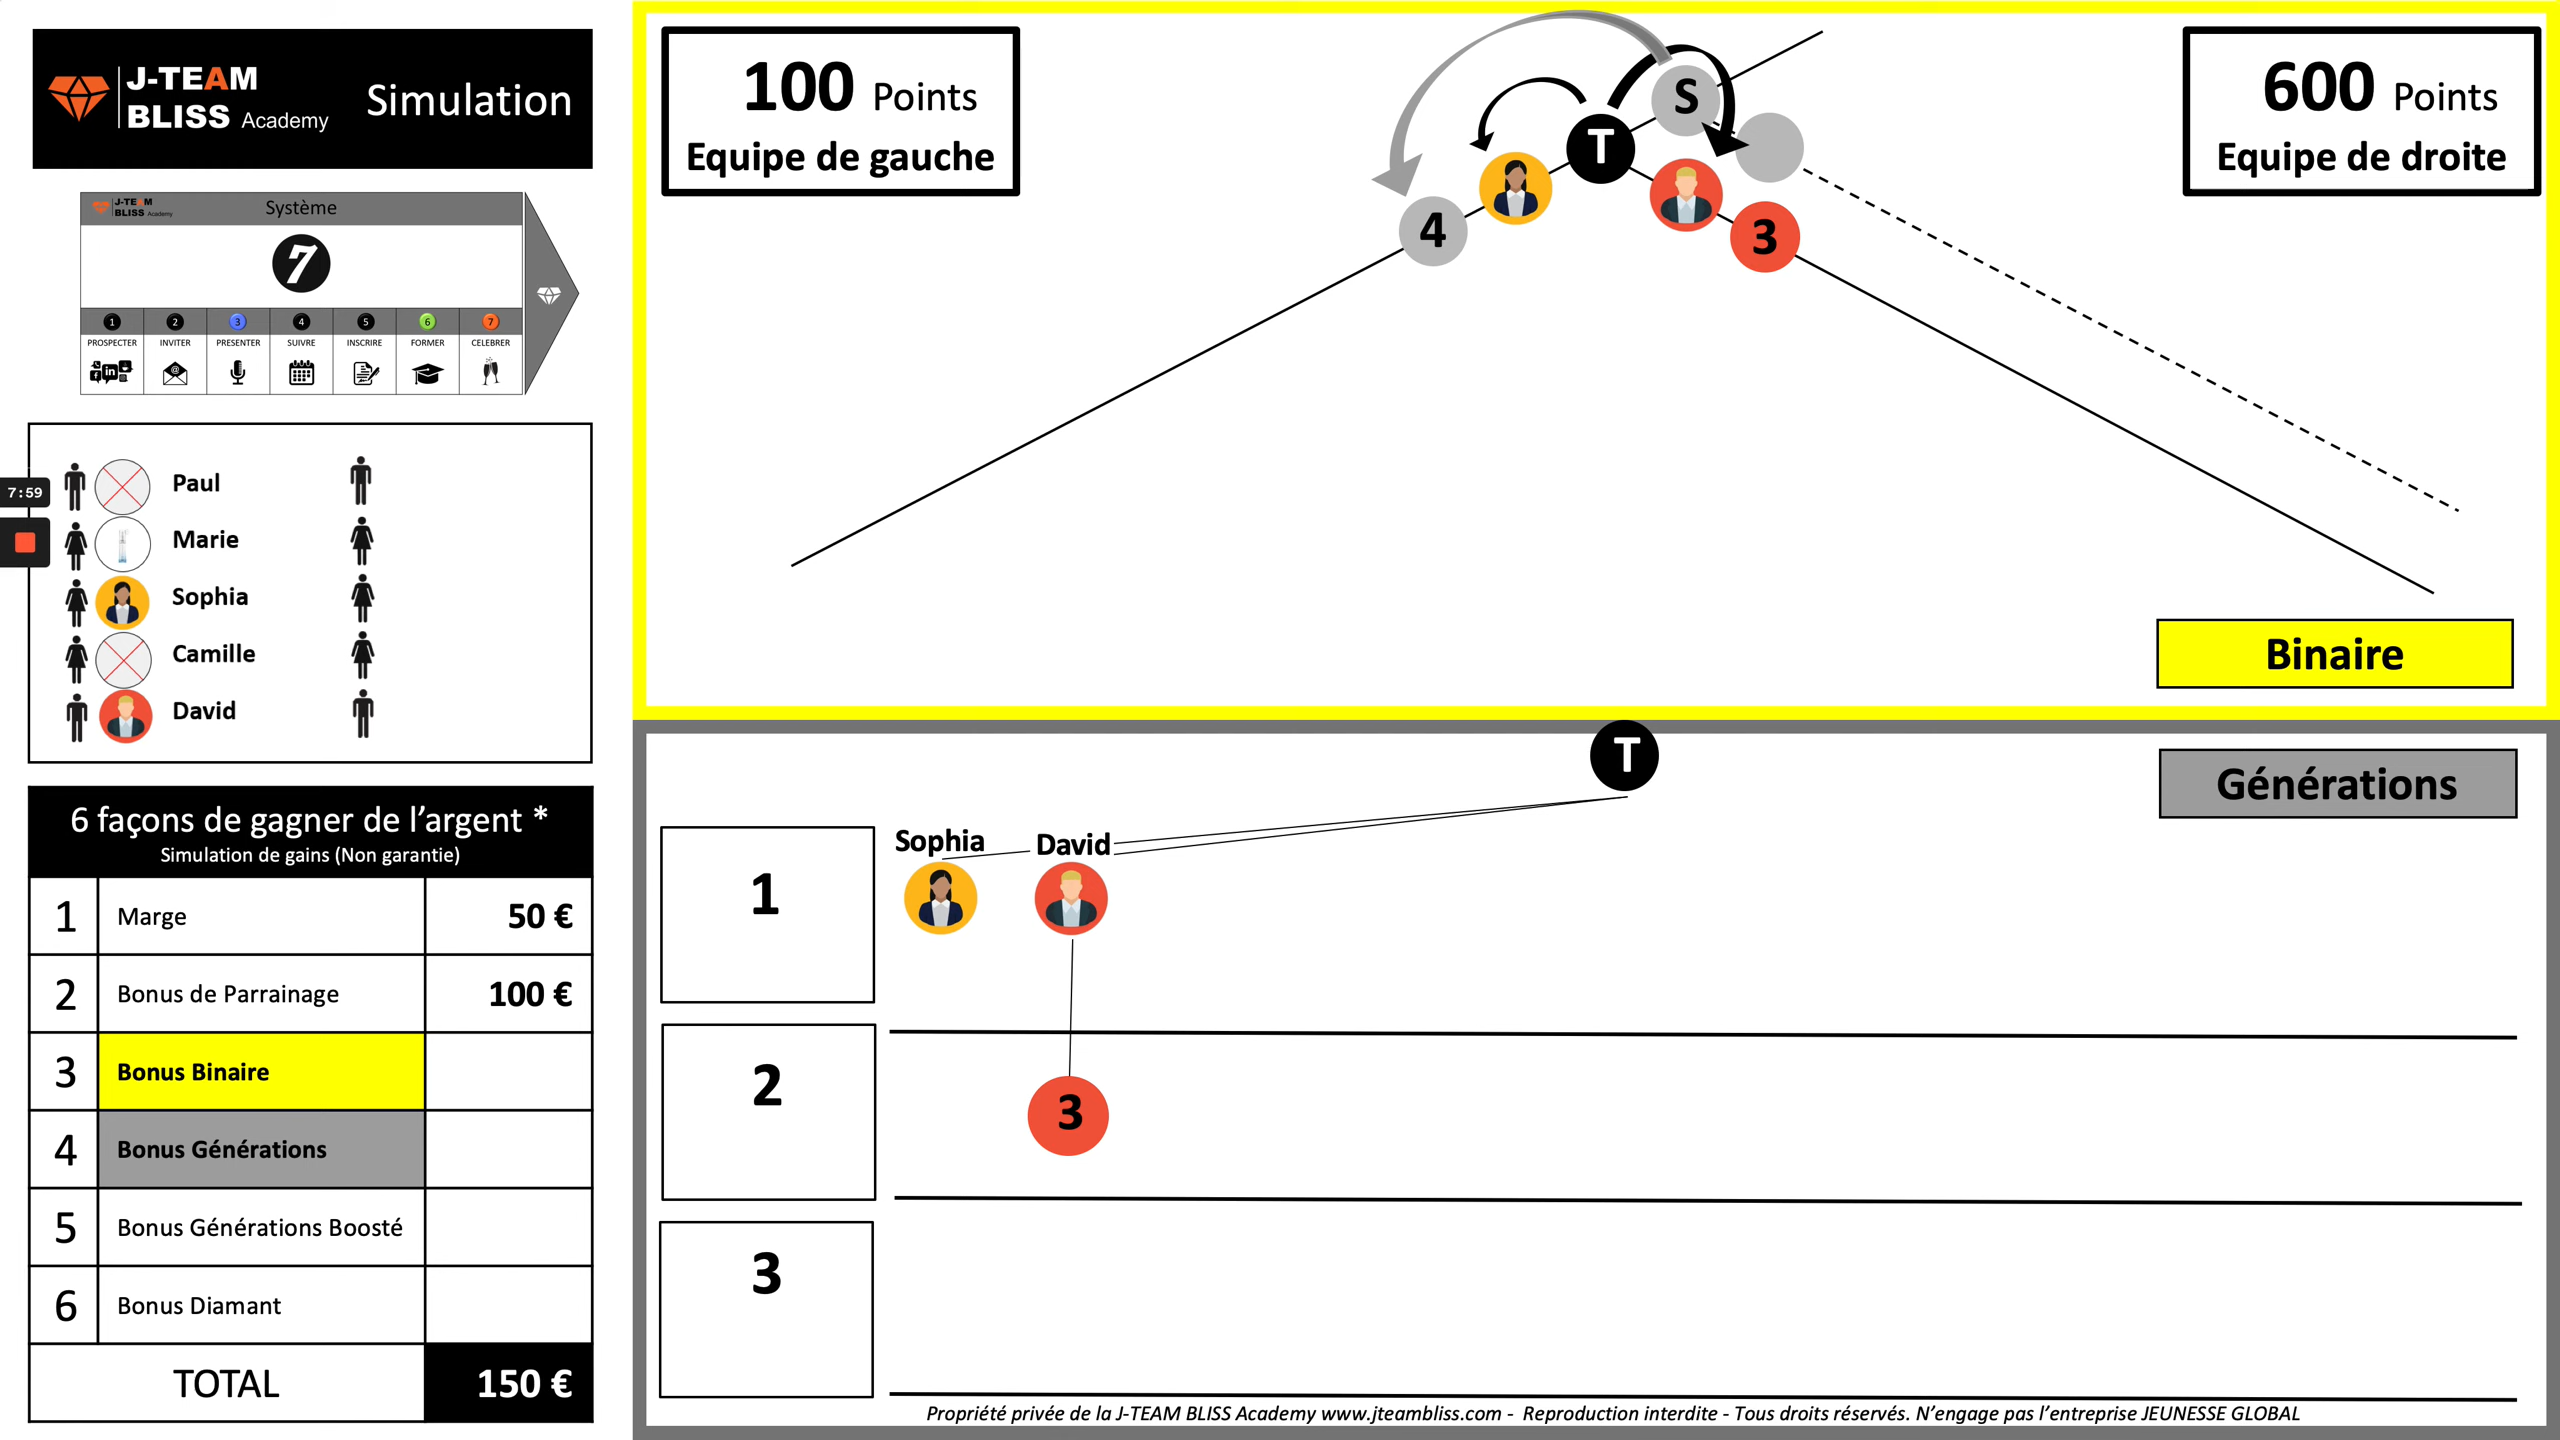 J-TEAM
BLISS Academy
Simulation
J-TEAM
BLISS Academy
Système
7
1 2 3 4 5 6 7
PROSPECTER INVITER PRESENTER SUIVRE INSCRIRE FORMER CELEBRER
7:59
Paul
Marie
Sophia
Camille
David
6 façons de gagner de l'argent *
Simulation de gains (Non garantie)
1 Marge 50 €
2 Bonus de Parrainage 100 €
3 Bonus Binaire
4 Bonus Générations
5 Bonus Générations Boosté
6 Bonus Diamant
TOTAL 150 €
100 Points
Equipe de gauche
600 Points
Equipe de droite
S
T
4
3
Binaire
T
Générations
Sophia David
1
2
3
3
Propriété privée de la J-TEAM BLISS Academy www.jteambliss.com - Reproduction interdite - Tous droits réservés. N'engage pas l'entreprise JEUNESSE GLOBAL